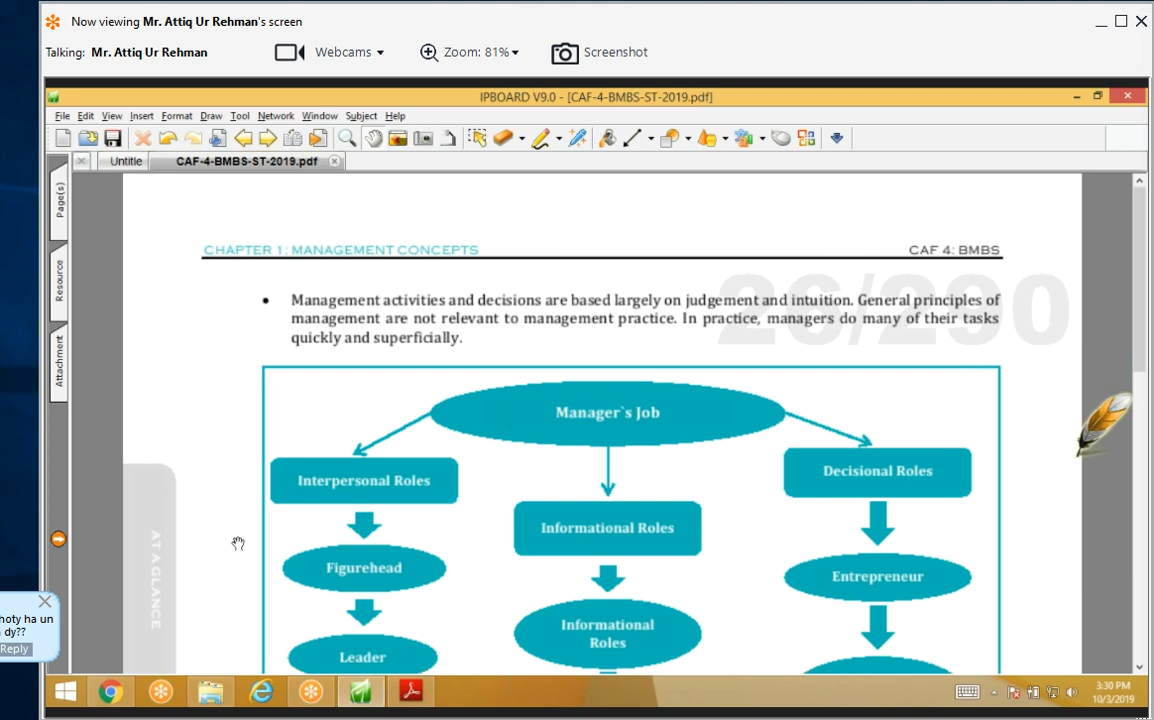 Now viewing Mr. Attiq Ur Rehman's screen
Talking: Mr. Attiq Ur Rehman
Webcams
Zoom: 81%
Screenshot
IPBOARD V9.0 - [CAF-4-BMBS-ST-2019.pdf]
File Edit View Insert Format Draw Tool Network Window Subject Help
Untitle
CAF-4-BMBS-ST-2019.pdf
Page(s)
Resource
Attachment
CHAPTER 1: MANAGEMENT CONCEPTS
CAF 4: BMBS
26/290
• Management activities and decisions are based largely on judgement and intuition. General principles of
management are not relevant to management practice. In practice, managers do many of their tasks
quickly and superficially.
Manager`s Job
Interpersonal Roles
Informational Roles
Decisional Roles
Figurehead
Informational
Roles
Entrepreneur
Leader
AT A GLANCE
hoty ha un
dy??
Reply
3:30 PM
10/3/2019